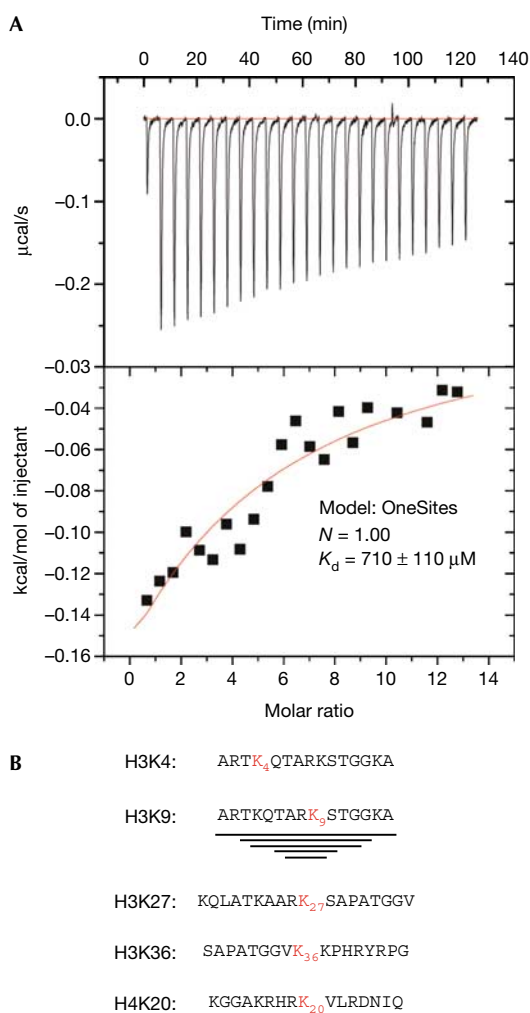 A
Time (min)
0 20 40 60 80 100 120 140
0.0
−0.1
−0.2
−0.03
μcal/s
−0.04
−0.06
−0.08
−0.10
−0.12
−0.14
−0.16
kcal/mol of injectant
Model: OneSites
N = 1.00
Kd = 710 ± 110 μM
0 2 4 6 8 10 12 14
Molar ratio
B
H3K4: ARTK4QTARKSTGGKA
H3K9: ARTKQTARK9STGGKA
H3K27: KQLATKAARK27SAPATGGV
H3K36: SAPATGGVK36KPHRYRPG
H4K20: KGGAKRHRK20VLRDNIQ